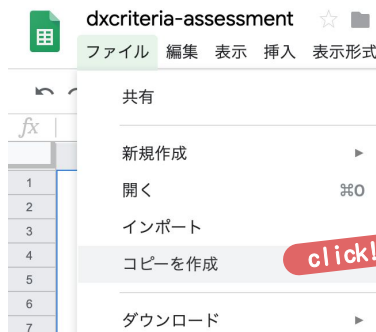 dxcriteria-assessment
ファイル 編集 表示 挿入 表示形式
共有
fx
新規作成
1
開く ⌘O
2
インポート
3
コピーを作成 click!
4
5
6
ダウンロード
7